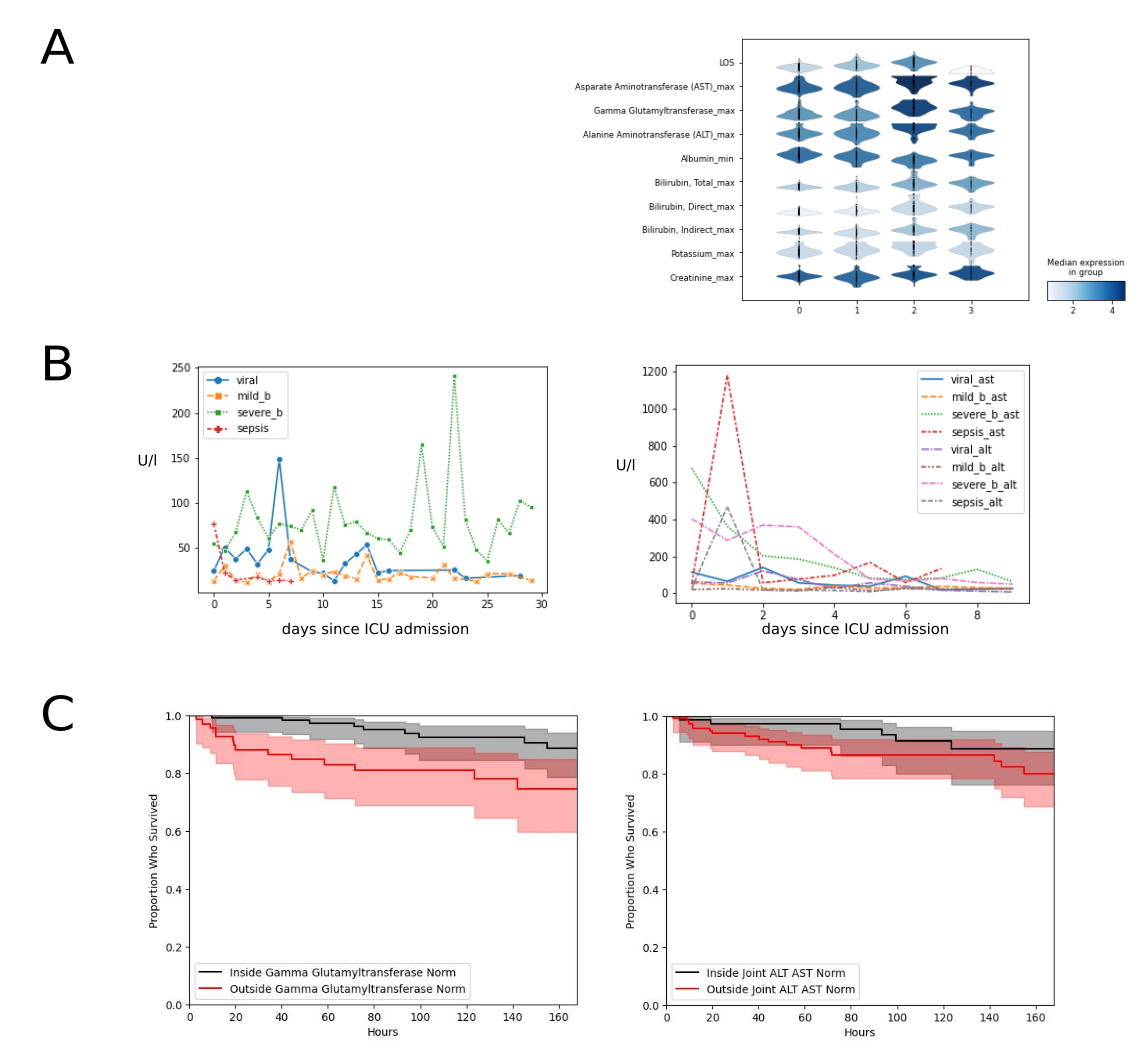 A
LOS
Asparate Aminotransferase (AST)_max
Gamma Glutamyltransferase_max
Alanine Aminotransferase (ALT)_max
Albumin_min
Bilirubin, Total_max
Bilirubin, Direct_max
Bilirubin, Indirect_max
Potassium_max
Creatinine_max
0 1 2 3
Median expression
in group
2 4
B
250
200
150
100
50
U/l
viral
mild_b
severe_b
sepsis
0 5 10 15 20 25 30
days since ICU admission
1200
1000
800
600
400
200
0
U/l
viral_ast
mild_b_ast
severe_b_ast
sepsis_ast
viral_alt
mild_b_alt
severe_b_alt
sepsis_alt
0 2 4 6 8
days since ICU admission
C
1.0
0.8
0.6
0.4
0.2
0.0
Proportion Who Survived
Inside Gamma Glutamyltransferase Norm
Outside Gamma Glutamyltransferase Norm
0 20 40 60 80 100 120 140 160
Hours
1.0
0.8
0.6
0.4
0.2
0.0
Proportion Who Survived
Inside Joint ALT AST Norm
Outside Joint ALT AST Norm
0 20 40 60 80 100 120 140 160
Hours